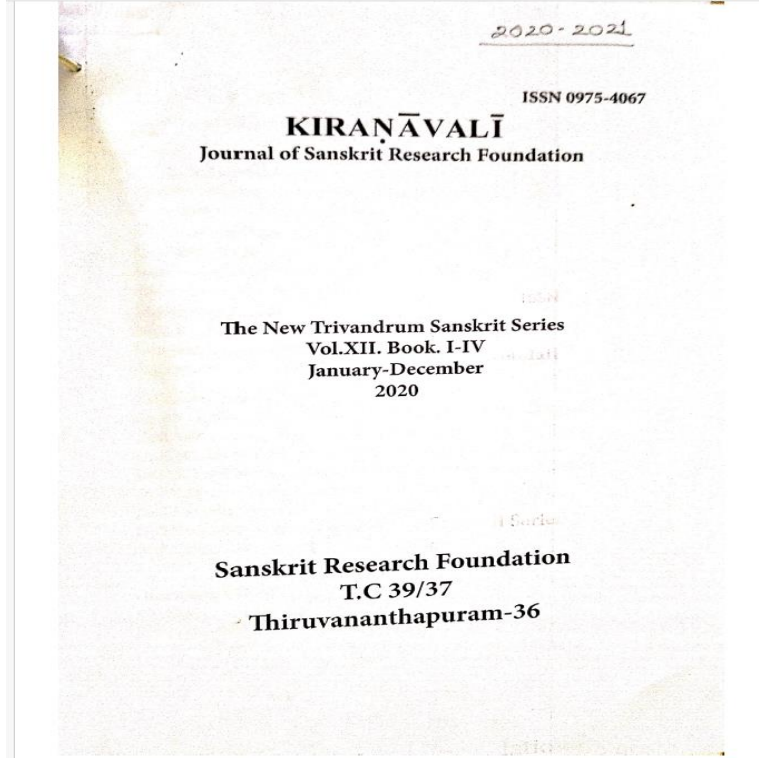 2020-2021
ISSN 0975-4067
KIRAṆĀVALĪ
Journal of Sanskrit Research Foundation
The New Trivandrum Sanskrit Series
Vol.XII. Book. I-IV
January-December
2020
Sanskrit Research Foundation
T.C 39/37
Thiruvananthapuram-36